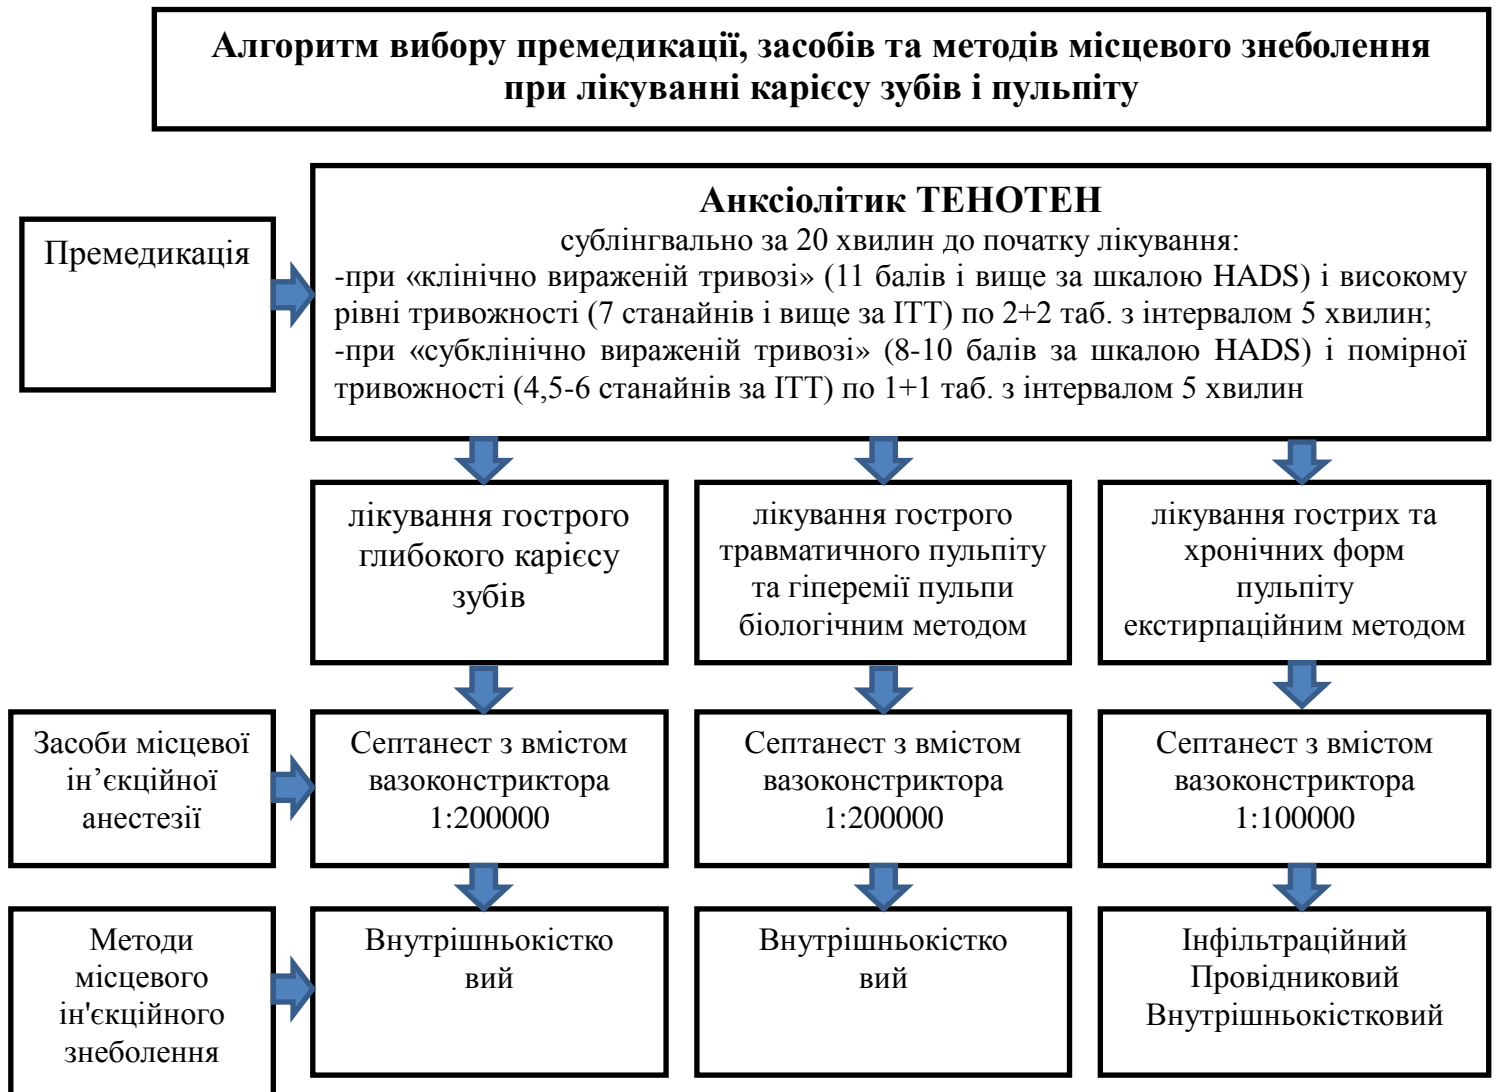 Алгоритм вибору премедикації, засобів та методів місцевого знеболення
при лікуванні карієсу зубів і пульпіту
Премедикація
Анксіолітик ТЕНОТЕН
сублінгвально за 20 хвилин до початку лікування:
-при «клінічно вираженій тривозі» (11 балів і вище за шкалою HADS) і високому
рівні тривожності (7 станайнів і вище за ІТТ) по 2+2 таб. з інтервалом 5 хвилин;
-при «субклінічно вираженій тривозі» (8-10 балів за шкалою HADS) і помірної
тривожності (4,5-6 станайнів за ІТТ) по 1+1 таб. з інтервалом 5 хвилин
лікування гострого
глибокого карієсу
зубів
лікування гострого
травматичного пульпіту
та гіперемії пульпи
біологічним методом
лікування гострих та
хронічних форм
пульпіту
екстирпаційним методом
Засоби місцевої
ін’єкційної
анестезії
Септанест з вмістом
вазоконстриктора
1:200000
Септанест з вмістом
вазоконстриктора
1:200000
Септанест з вмістом
вазоконстриктора
1:100000
Методи
місцевого
ін'єкційного
знеболення
Внутрішньокістко
вий
Внутрішньокістко
вий
Інфільтраційний
Провідниковий
Внутрішньокістковий